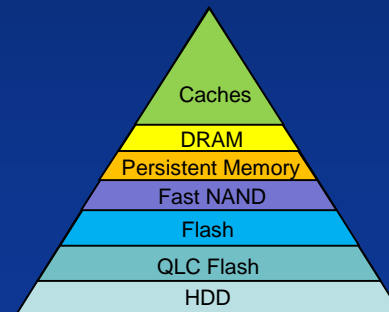 Caches
DRAM
Persistent Memory
Fast NAND
Flash
QLC Flash
HDD